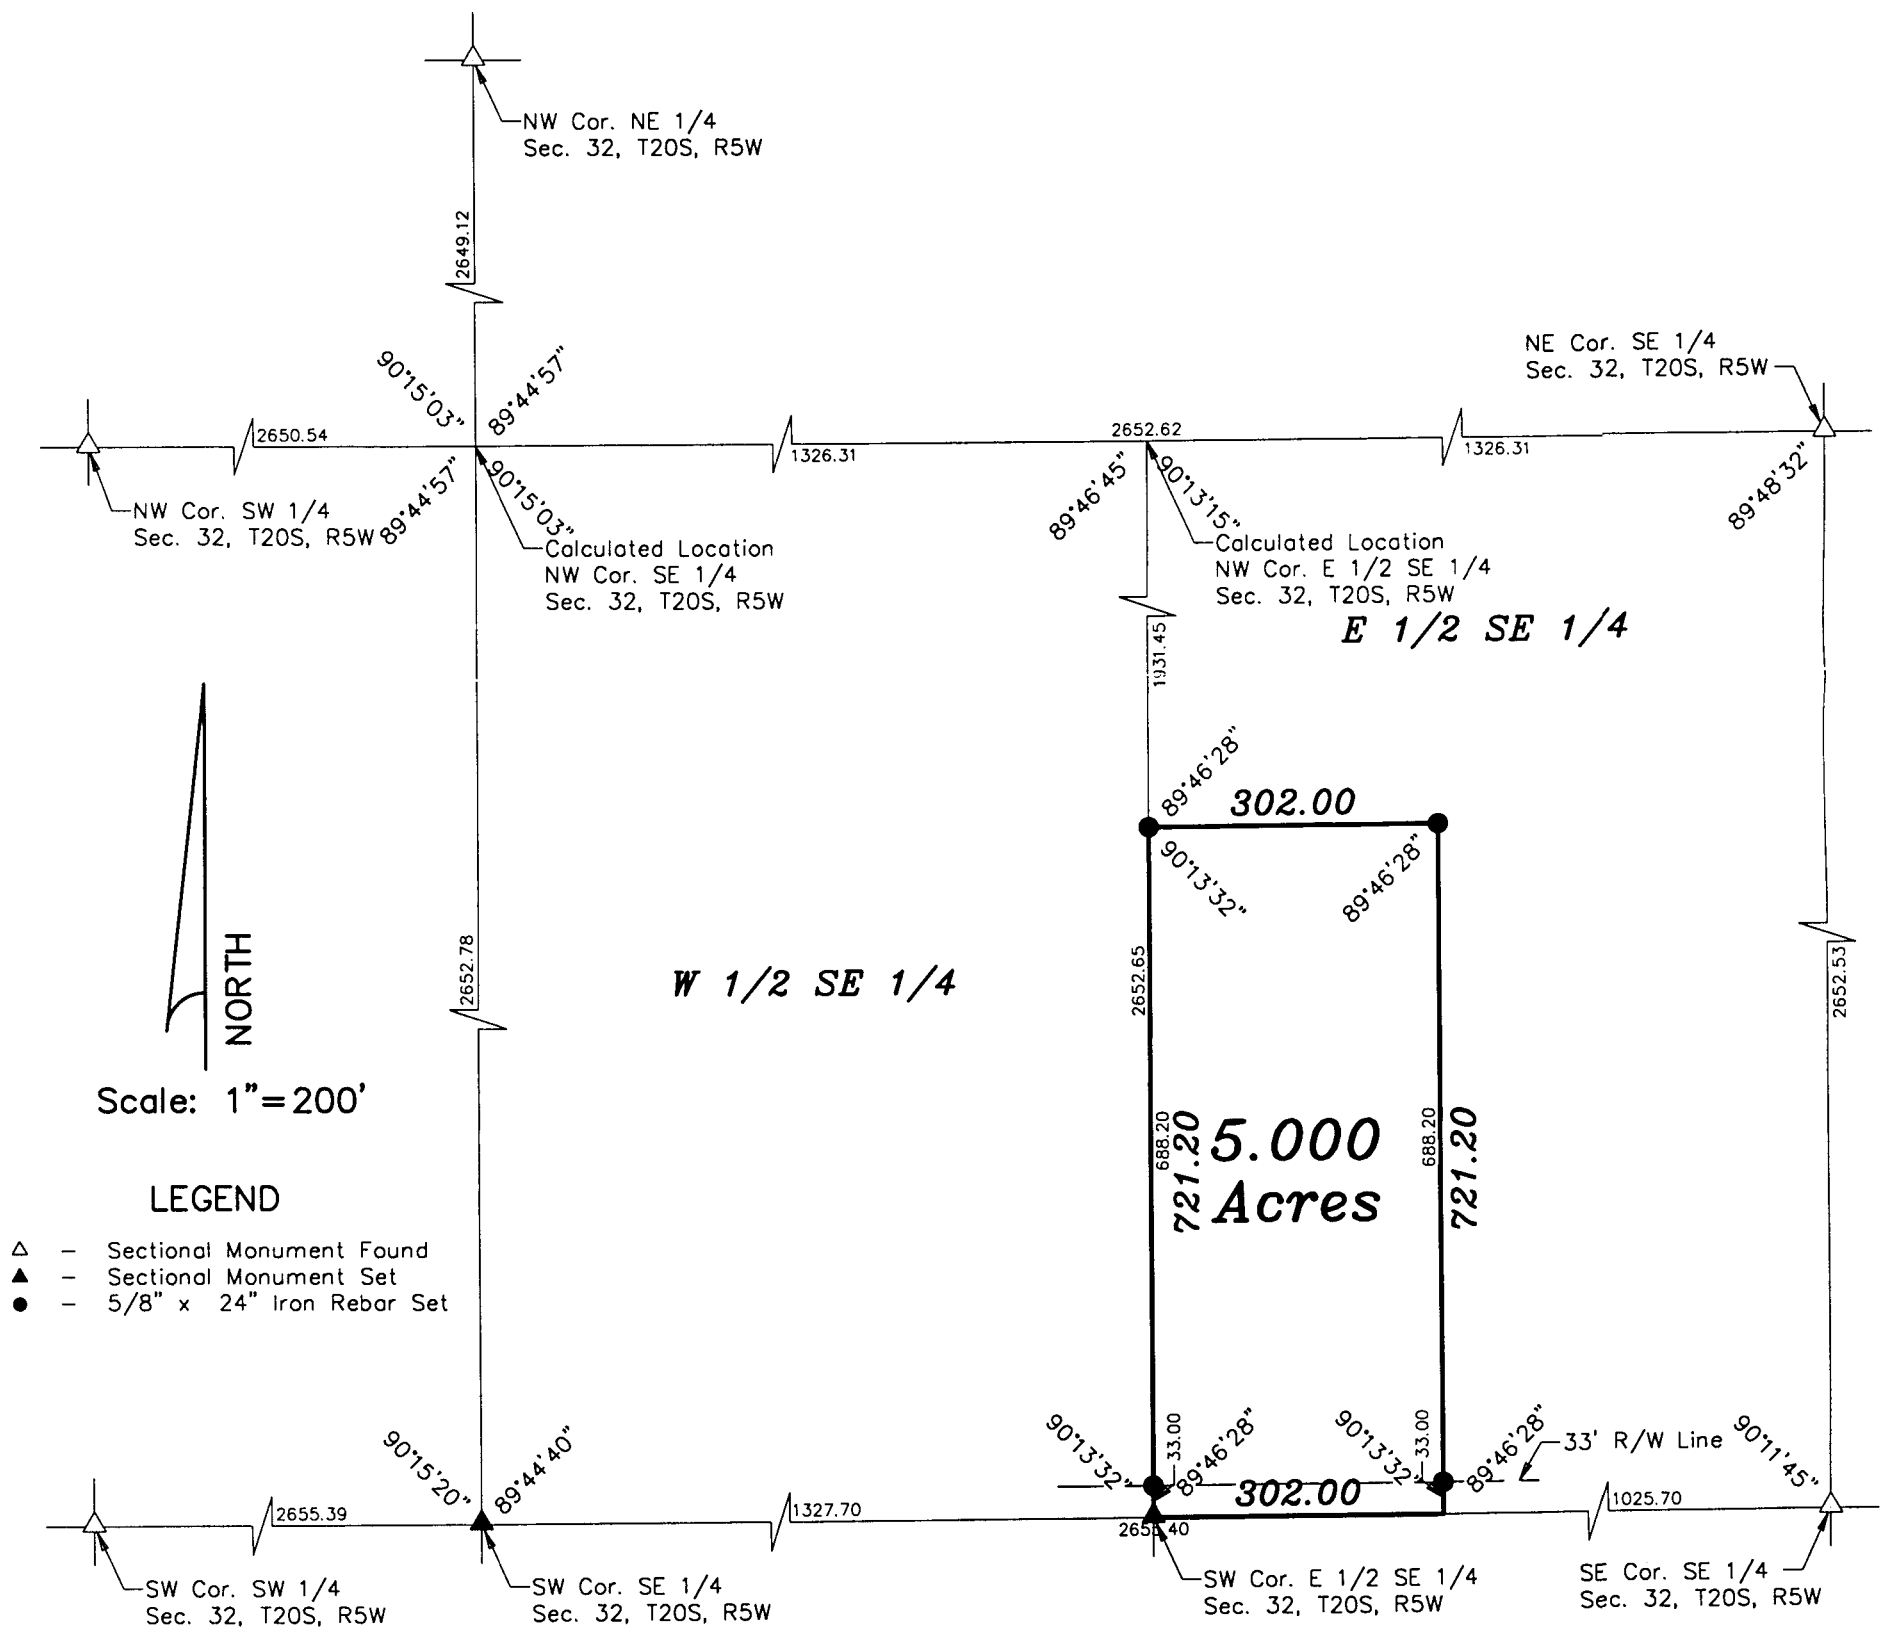 NW Cor. NE 1/4
Sec. 32, T20S, R5W
2649.12
NE Cor. SE 1/4
Sec. 32, T20S, R5W
90°15'03"
89°44'57"
2650.54
1326.31
2652.62
1326.31
89°44'57"
90°15'03"
89°46'45"
90°13'15"
89°48'32"
NW Cor. SW 1/4
Sec. 32, T20S, R5W
Calculated Location
NW Cor. SE 1/4
Sec. 32, T20S, R5W
Calculated Location
NW Cor. E 1/2 SE 1/4
Sec. 32, T20S, R5W
E 1/2 SE 1/4
1931.45
89°46'28"
302.00
90°13'32"
89°46'28"
NORTH
2652.78
W 1/2 SE 1/4
2652.65
2652.53
Scale: 1"=200'
688.20
721.20
5.000
Acres
688.20
721.20
LEGEND
△ - Sectional Monument Found
▲ - Sectional Monument Set
● - 5/8" x 24" Iron Rebar Set
90°15'20"
89°44'40"
90°13'32"
33.00
89°46'28"
90°13'32"
33.00
89°46'28"
33' R/W Line
90°11'45"
302.00
2655.39
1327.70
2655.40
1025.70
SW Cor. SW 1/4
Sec. 32, T20S, R5W
SW Cor. SE 1/4
Sec. 32, T20S, R5W
SW Cor. E 1/2 SE 1/4
Sec. 32, T20S, R5W
SE Cor. SE 1/4
Sec. 32, T20S, R5W